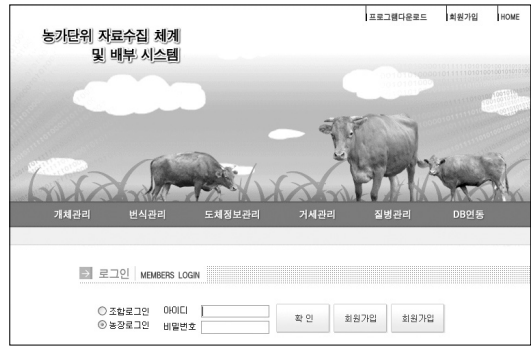 프로그램다운로드 회원가입 HOME
농가단위 자료수집 체계
및 배부 시스템
개체관리 번식관리 도체정보관리 거세관리 질병관리 DB연동
로그인 MEMBERS LOGIN
조합로그인 아이디
농장로그인 비밀번호
확 인 회원가입 회원가입